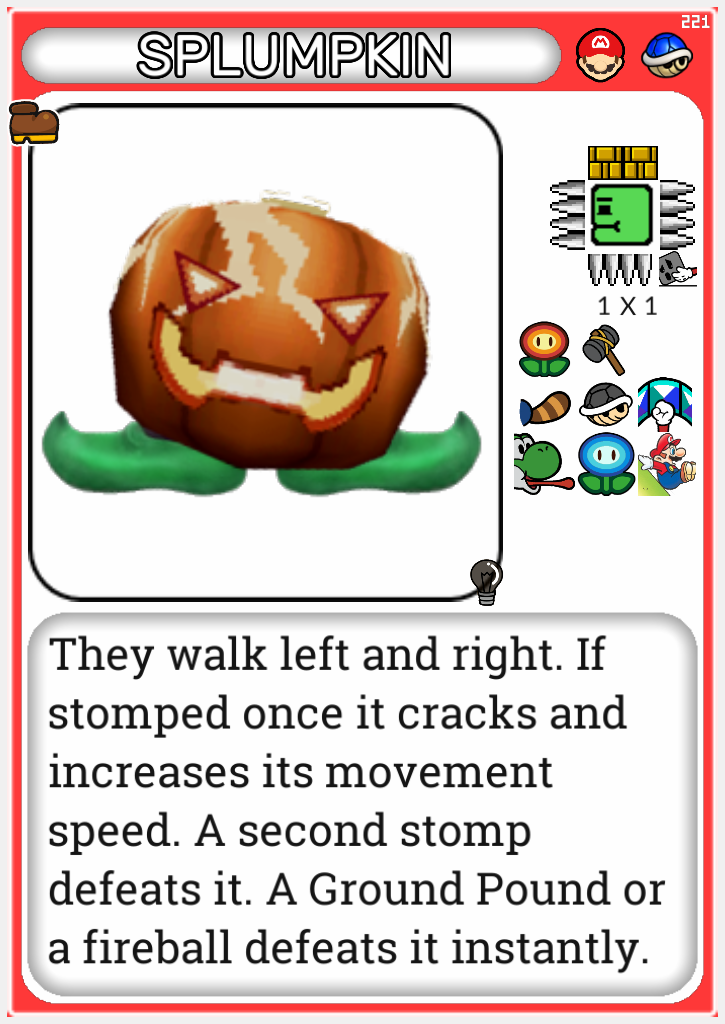 221
SPLUMPKIN
1 X 1
They walk left and right. If
stomped once it cracks and
increases its movement
speed. A second stomp
defeats it. A Ground Pound or
a fireball defeats it instantly.